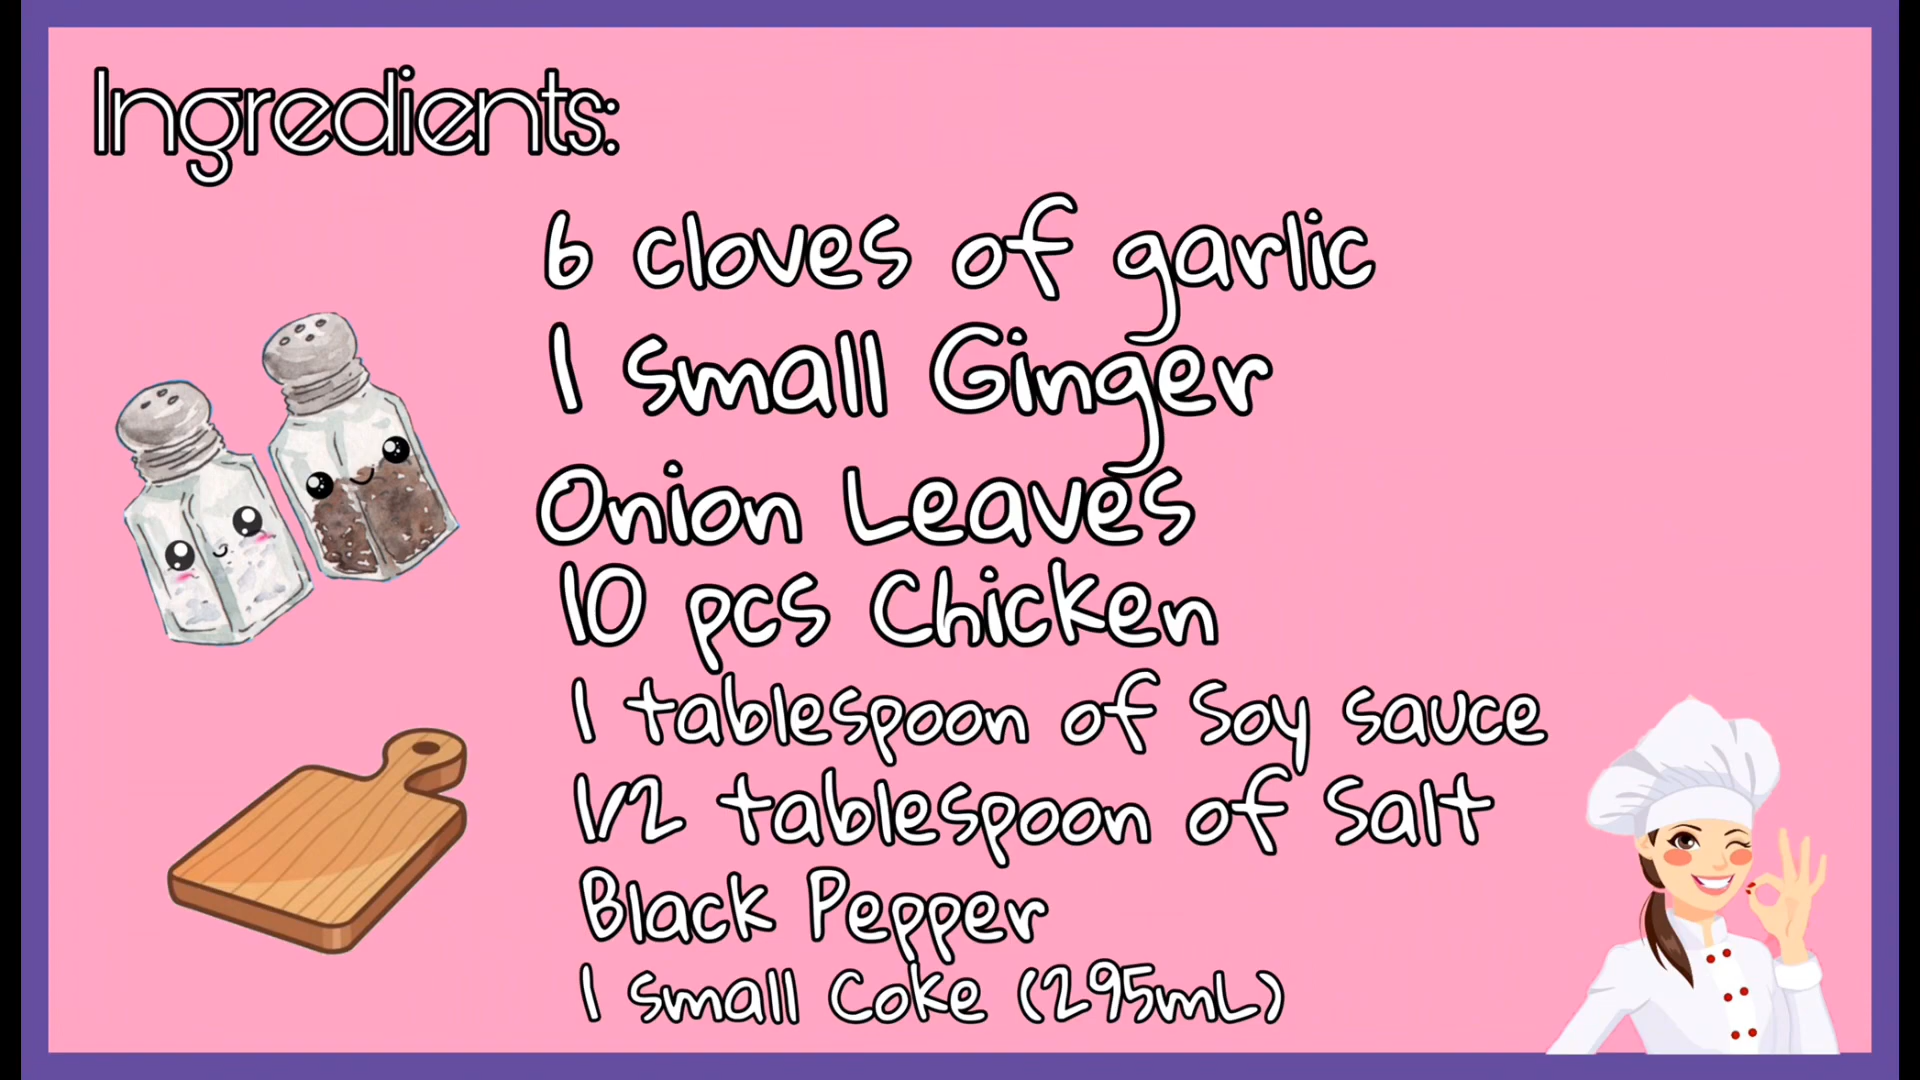 Ingredients:
6 cloves of garlic
1 small Ginger
Onion Leaves
10 pcs Chicken
1 tablespoon of Soy sauce
1/2 tablespoon of Salt
Black Pepper
1 small Coke (295mL)